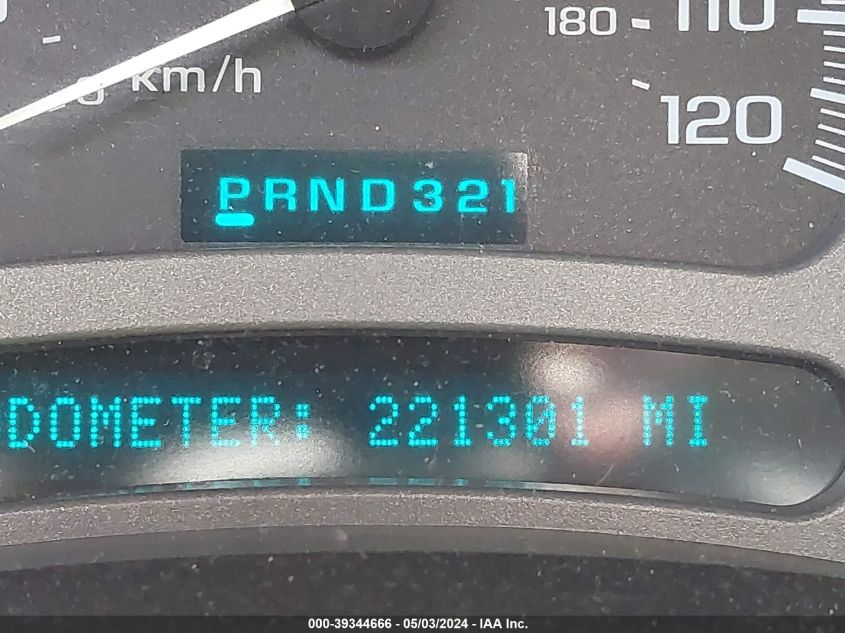 180 110
km/h
120
PRND321
DOMETER: 221301 MI
000-39344666 - 05/03/2024 - IAA Inc.